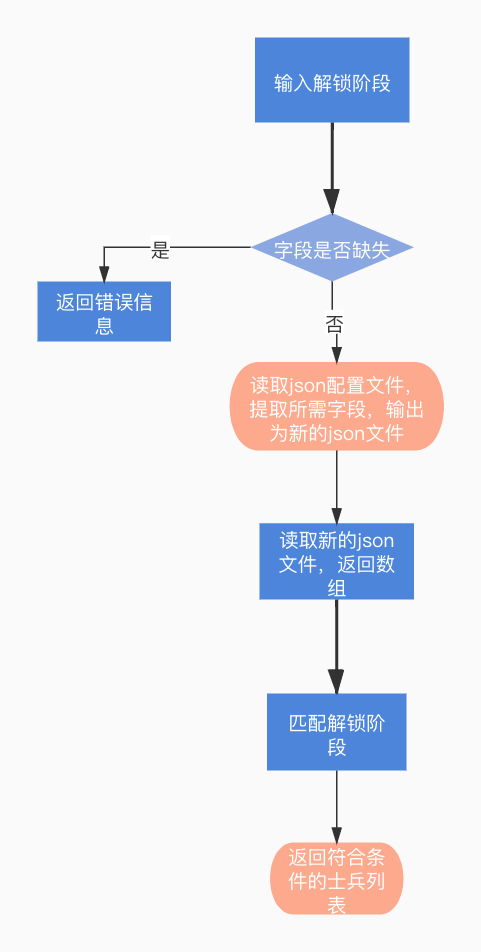 输入解锁阶段
字段是否缺失
是
返回错误信
息
否
读取json配置文件，
提取所需字段，输出
为新的json文件
读取新的json
文件，返回数
组
匹配解锁阶
段
返回符合条
件的士兵列
表